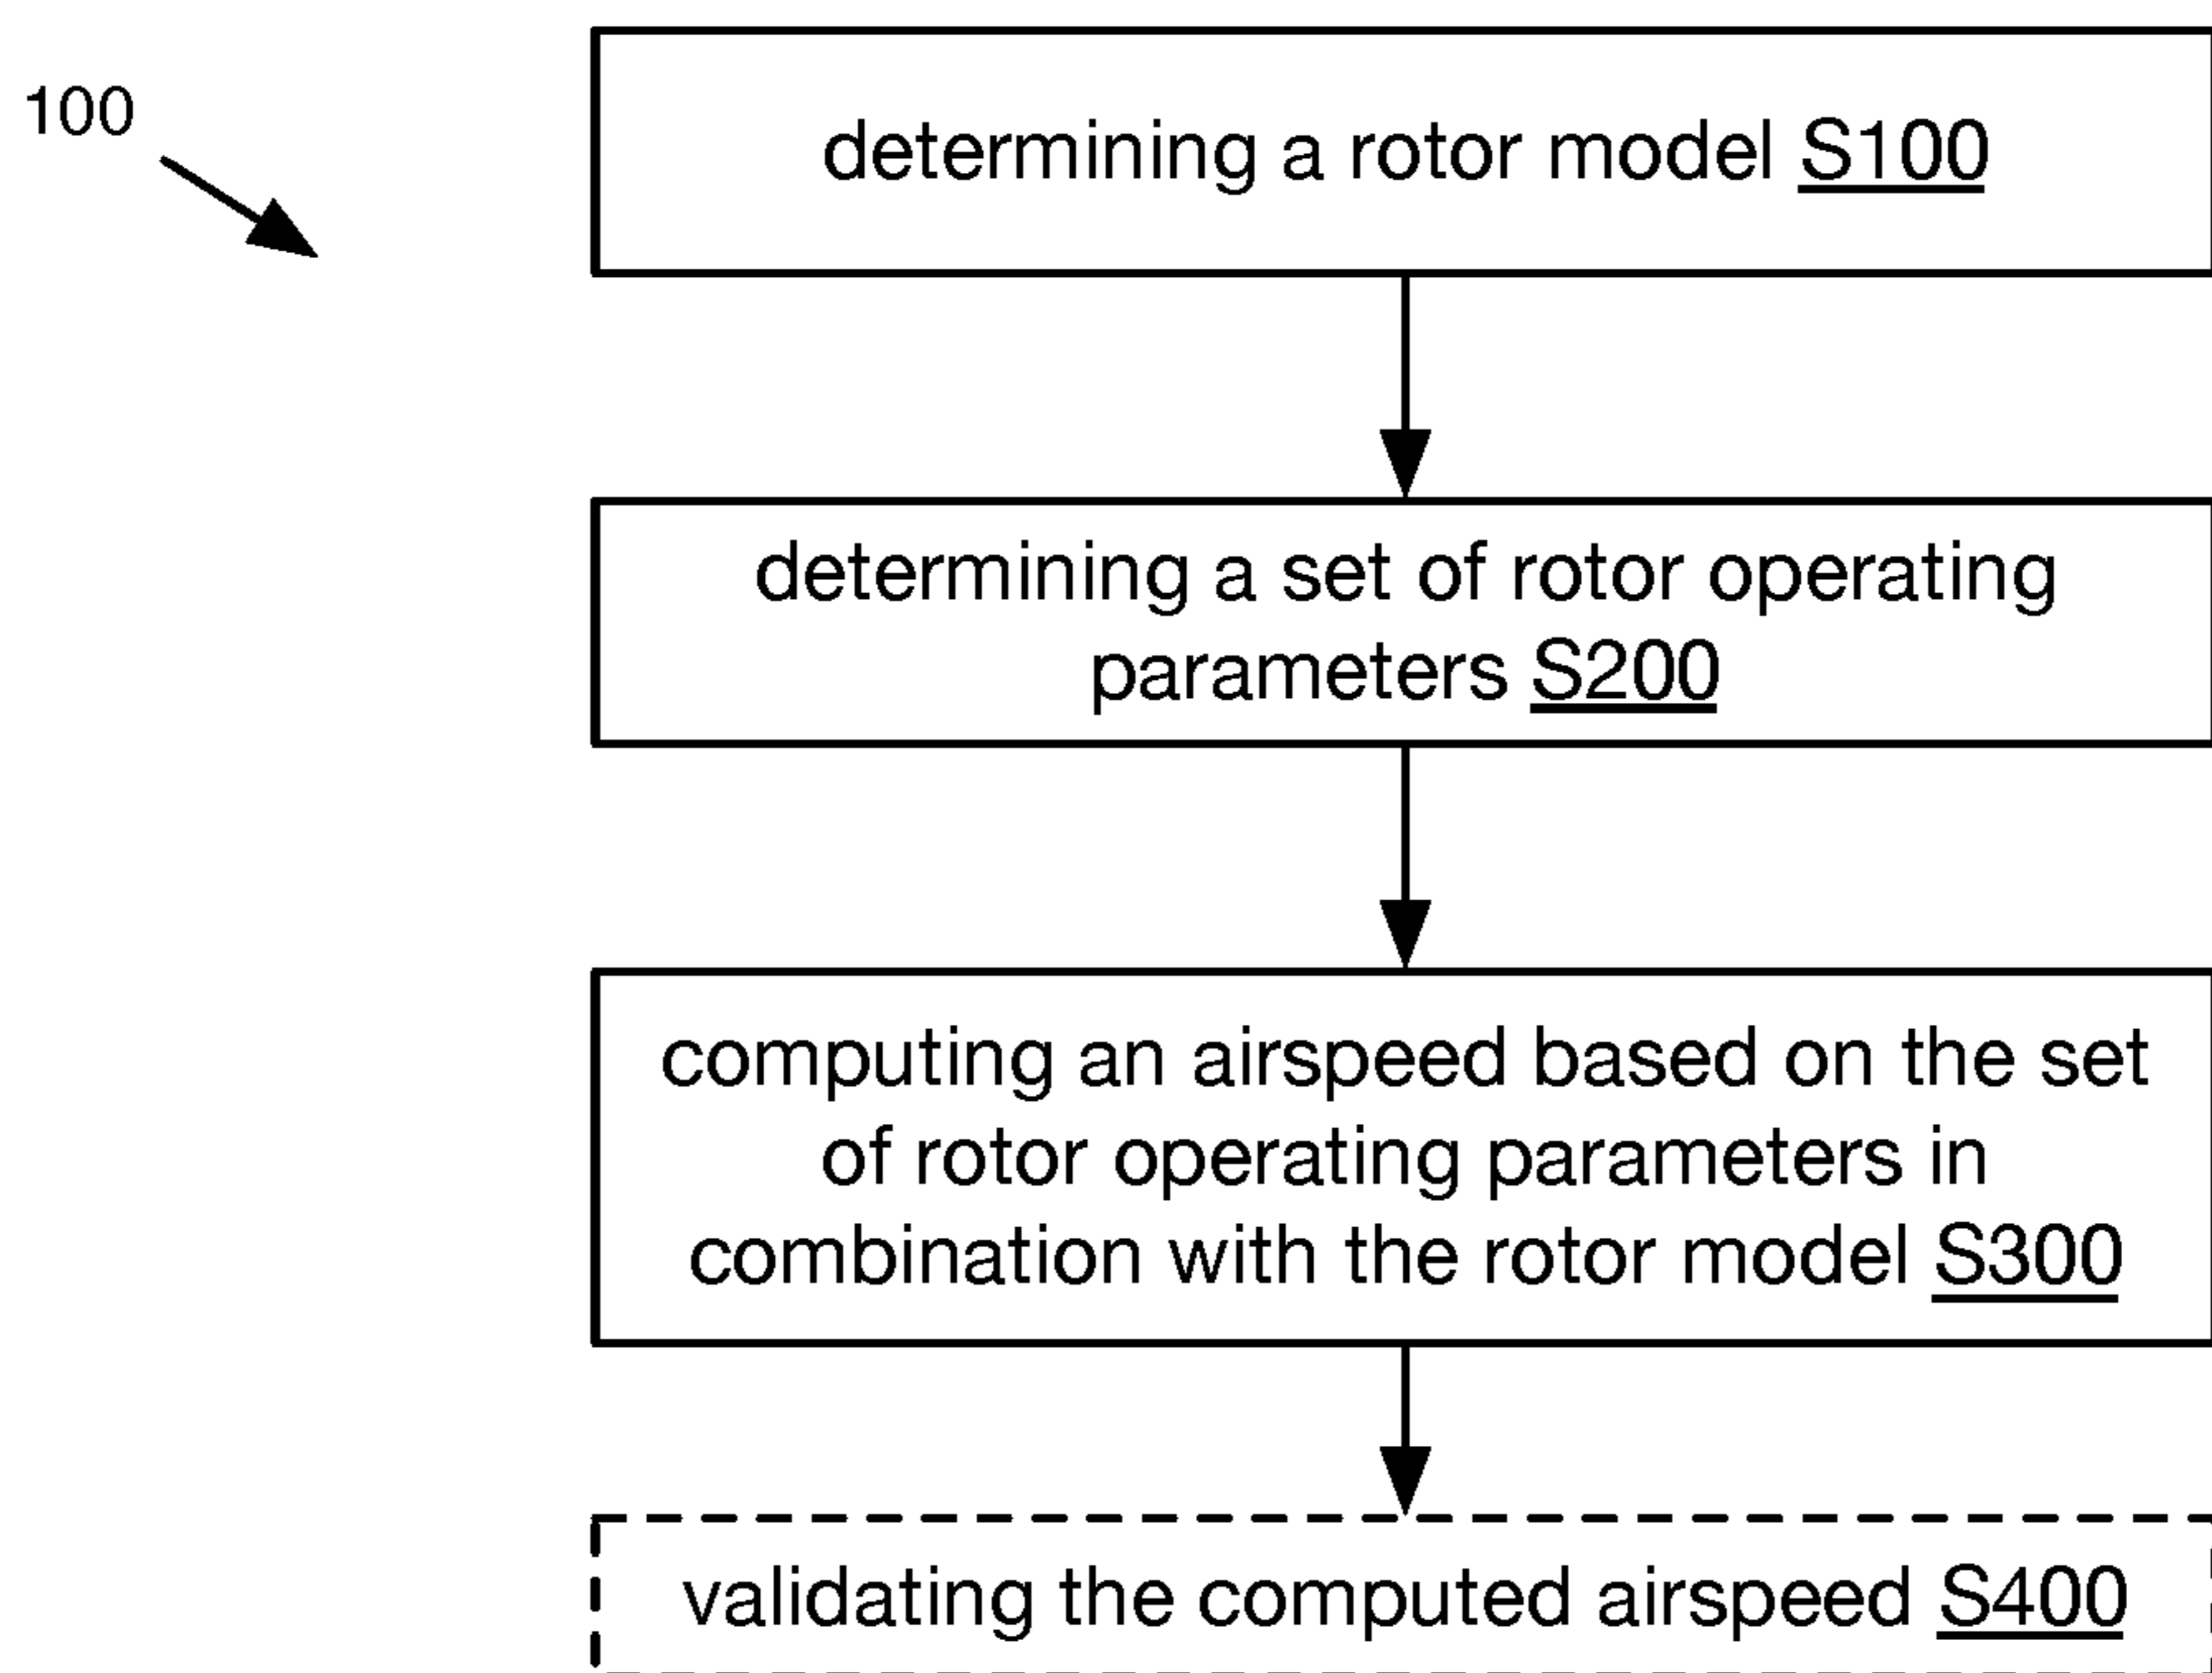 100
determining a rotor model S100
determining a set of rotor operating
parameters S200
computing an airspeed based on the set
of rotor operating parameters in
combination with the rotor model S300
validating the computed airspeed S400